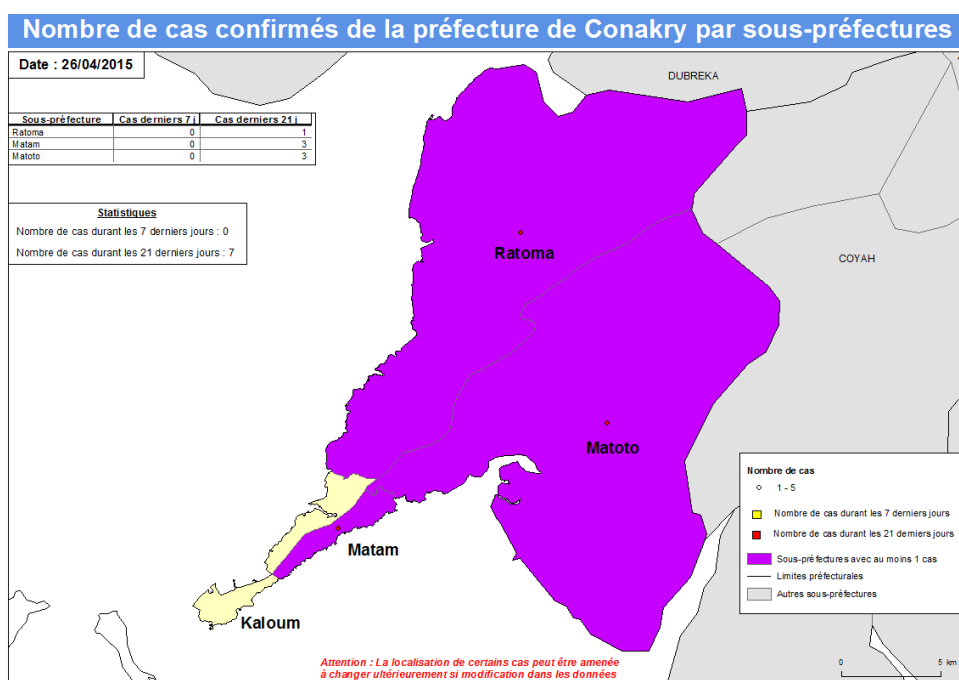 Nombre de cas confirmés de la préfecture de Conakry par sous-préfectures
Date : 26/04/2015
Sous-préfecture Cas derniers 7 j Cas derniers 21 j
Ratoma 0 1
Matam 0 3
Matoto 0 3
Statistiques
Nombre de cas durant les 7 derniers jours : 0
Nombre de cas durant les 21 derniers jours : 7
DUBREKA
COYAH
Ratoma
Matoto
Matam
Kaloum
Nombre de cas
1 - 5
Nombre de cas durant les 7 derniers jours
Nombre de cas durant les 21 derniers jours
Sous-préfectures avec au moins 1 cas
Limites préfecturales
Autres sous-préfectures
Attention : La localisation de certains cas peut être amenée
à changer ultérieurement si modification dans les données
0 5 km